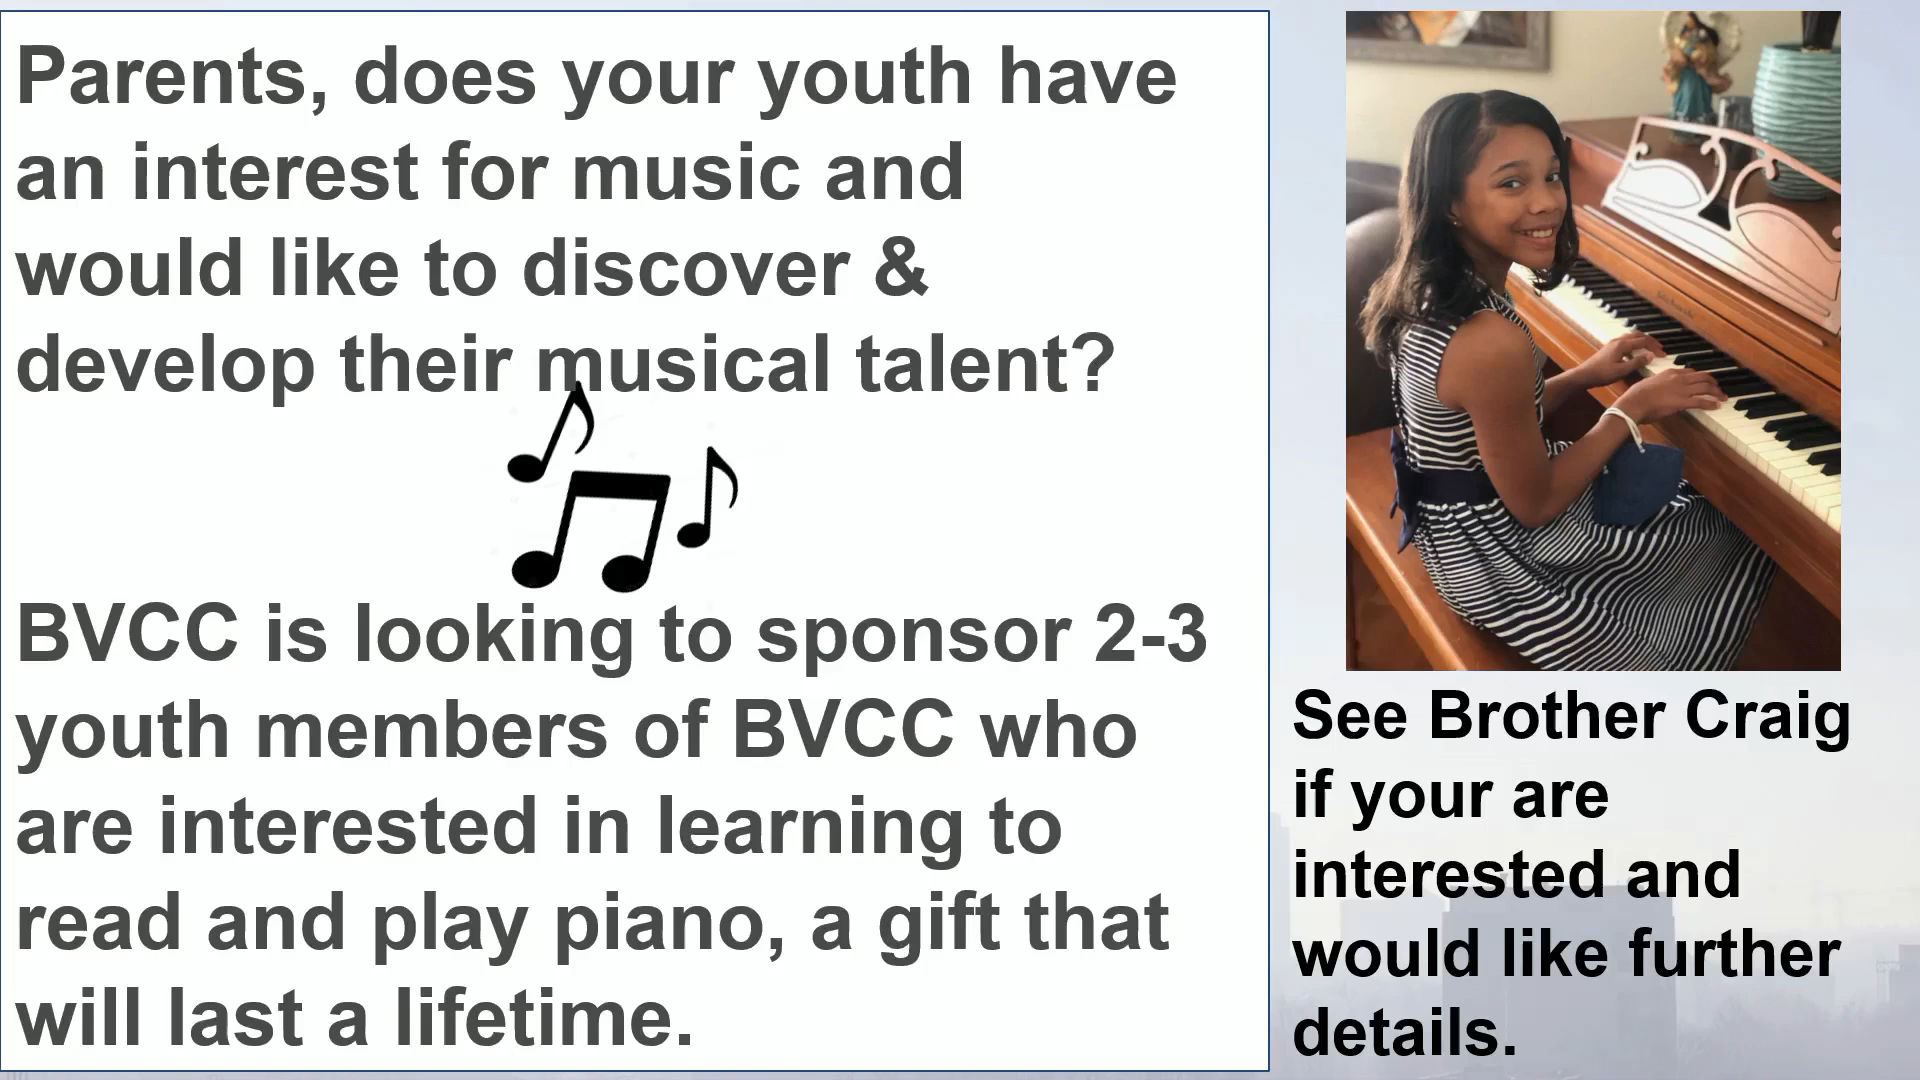 Parents, does your youth have
an interest for music and
would like to discover &
develop their musical talent?
BVCC is looking to sponsor 2-3
youth members of BVCC who
are interested in learning to
read and play piano, a gift that
will last a lifetime.
See Brother Craig
if your are
interested and
would like further
details.